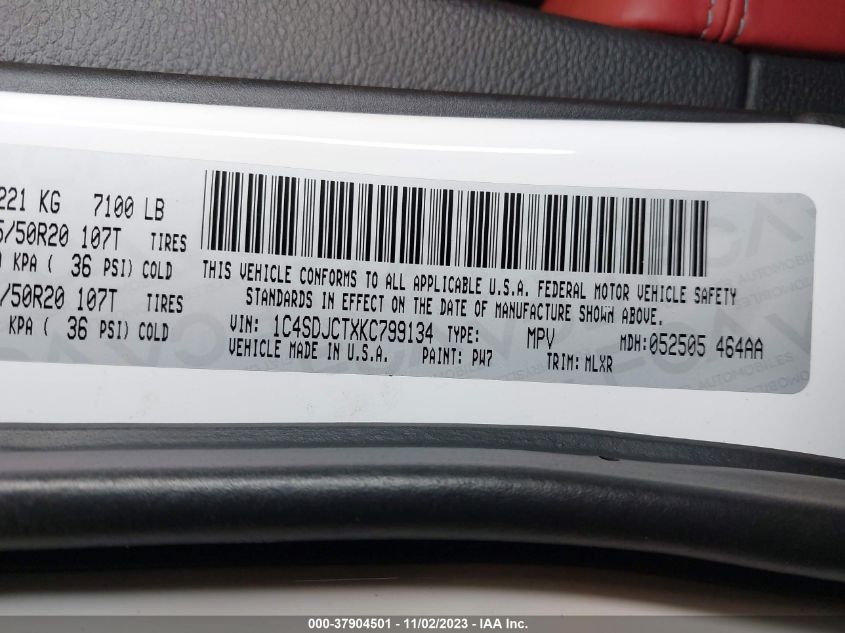 221 KG 7100 LB
5/50R20 107T TIRES
KPA ( 36 PSI) COLD
/50R20 107T TIRES
KPA ( 36 PSI) COLD
THIS VEHICLE CONFORMS TO ALL APPLICABLE U.S.A. FEDERAL MOTOR VEHICLE SAFETY
STANDARDS IN EFFECT ON THE DATE OF MANUFACTURE SHOWN ABOVE.
VIN: 1C4SDJCTXKC799134 TYPE: MPV MDH:052505 464AA
VEHICLE MADE IN U.S.A. PAINT: PW7 TRIM: MLXR
000-37904501 - 11/02/2023 - IAA Inc.